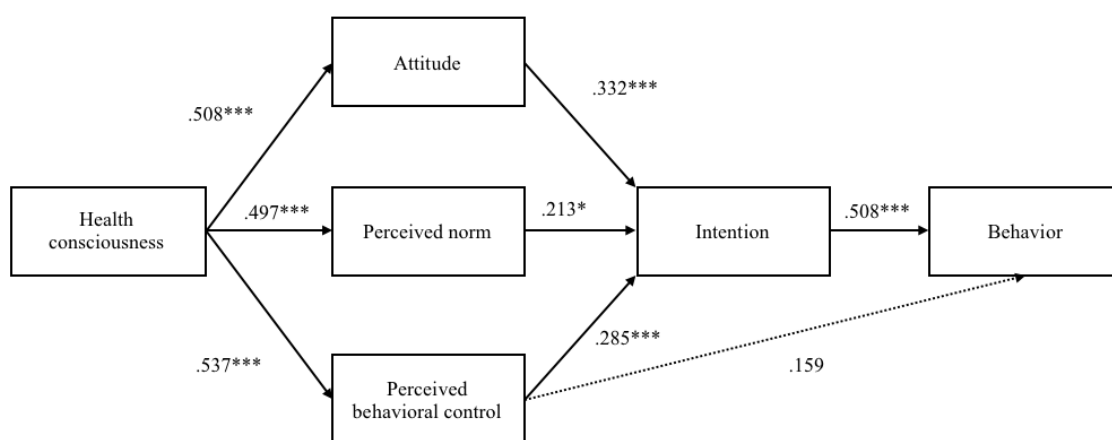 Attitude
.508***
.332***
Health
consciousness
.497***
Perceived norm
.213*
Intention
.508***
Behavior
.537***
.285***
.159
Perceived
behavioral control